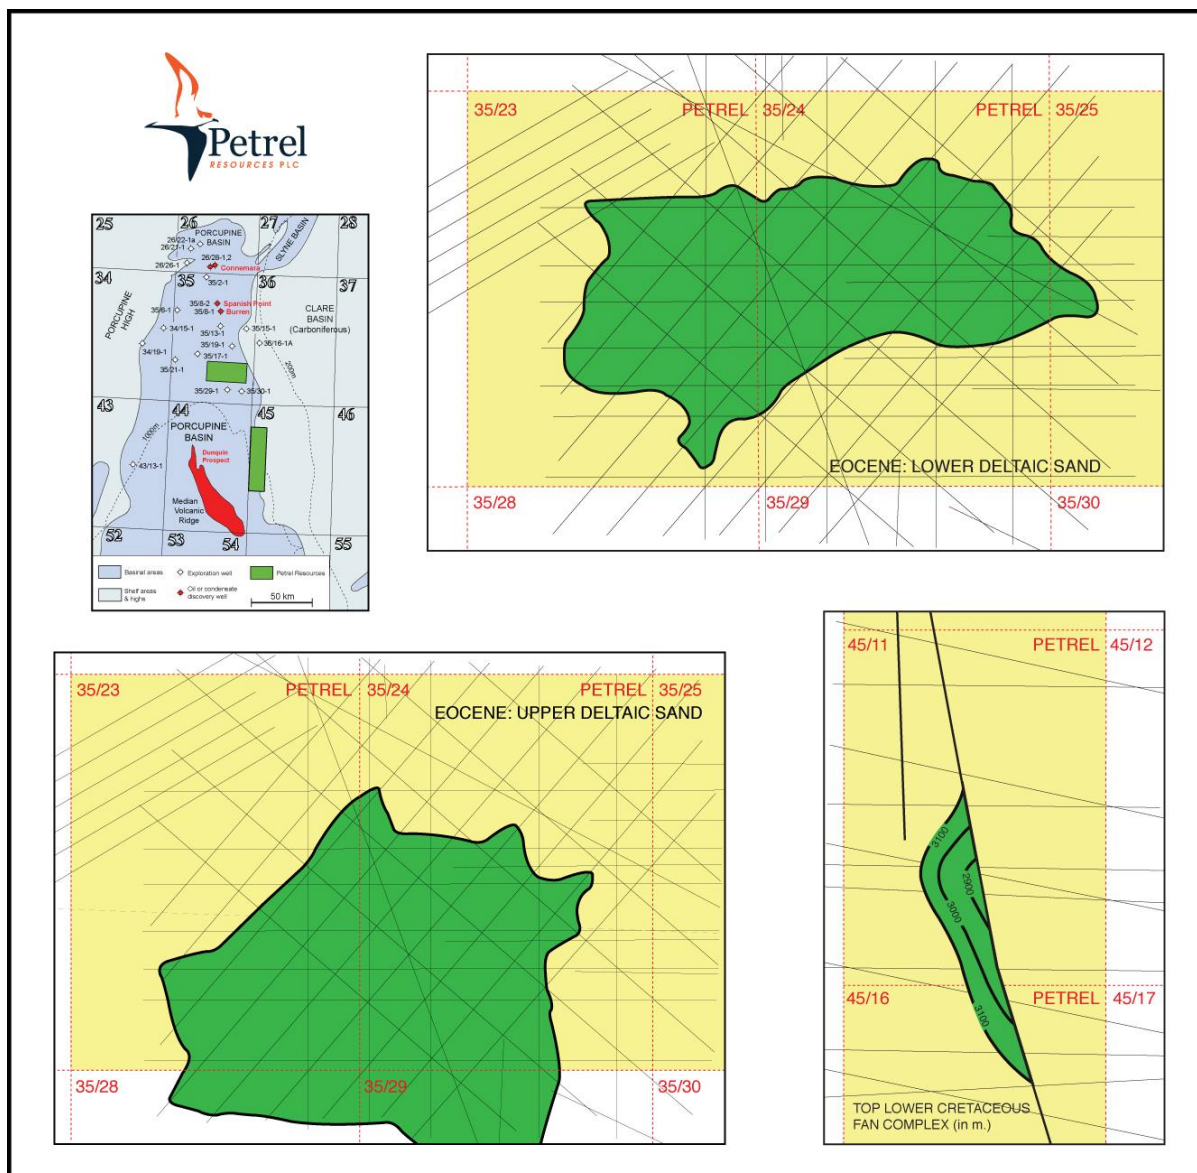 Petrel
RESOURCES PLC
25
26
27
28
PORCUPINE
BASIN
SLYNE BASIN
26/22-1a
26/21-1
26/26-1
26/28-1,2
Connemara
34
35
36
37
35/2-1
PORCUPINE
HIGH
CLARE
BASIN
(Carboniferous)
35/8-2
Spanish Point
35/6-1
35/8-1
Burren
34/15-1
35/13-1
35/15-1
34/19-1
35/19-1
36/16-1A
35/17-1
35/21-1
200m
35/29-1
35/30-1
43
44
45
46
1000m
PORCUPINE
BASIN
Dunquin
Prospect
43/13-1
Median
Volcanic
Ridge
52
53
54
55
Basinal areas
Exploration well
Petrel Resources
Shelf areas
& highs
Oil or condensate
discovery well
50 km
35/23
PETREL
35/24
PETREL
35/25
EOCENE: LOWER DELTAIC SAND
35/28
35/29
35/30
35/23
PETREL
35/24
PETREL
35/25
EOCENE: UPPER DELTAIC SAND
35/28
35/29
35/30
45/11
PETREL
45/12
3100
2900
3000
45/16
PETREL
45/17
3100
TOP LOWER CRETACEOUS
FAN COMPLEX (in m.)